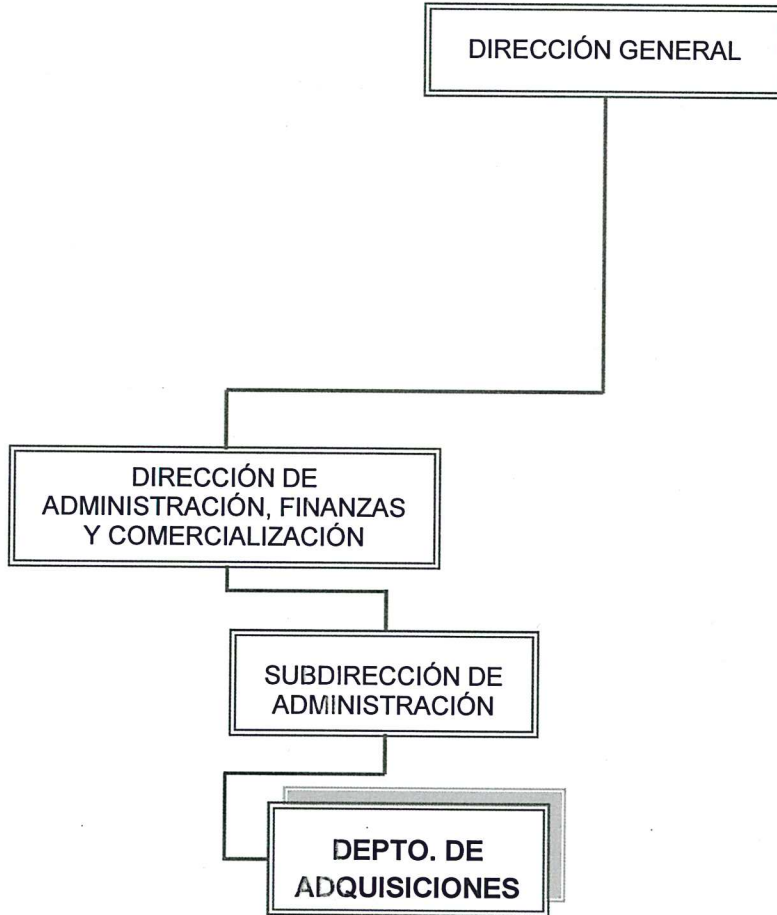 DIRECCIÓN GENERAL
DIRECCIÓN DE
ADMINISTRACIÓN, FINANZAS
Y COMERCIALIZACIÓN
SUBDIRECCIÓN DE
ADMINISTRACIÓN
DEPTO. DE
ADQUISICIONES